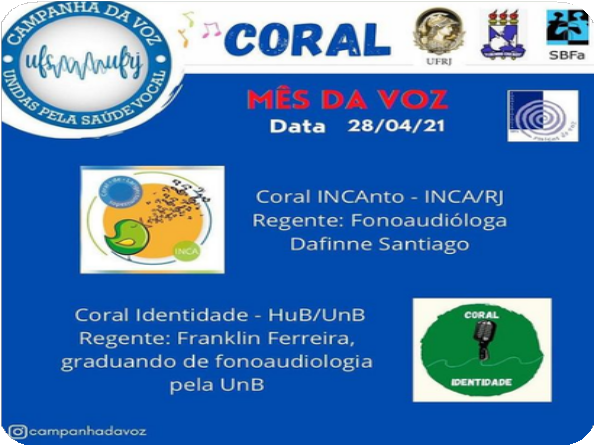 CAMPANHA DA VOZ
ufs ufrj
UNIDAS PELA SAÚDE VOCAL
CORAL
UFRJ
SBFa
MÊS DA VOZ
Data 28/04/21
Coral INCAnto - INCA/RJ
Regente: Fonoaudióloga
Dafinne Santiago
INCA
Coral Identidade - HuB/UnB
Regente: Franklin Ferreira,
graduando de fonoaudiologia
pela UnB
CORAL
IDENTIDADE
campanhadavoz